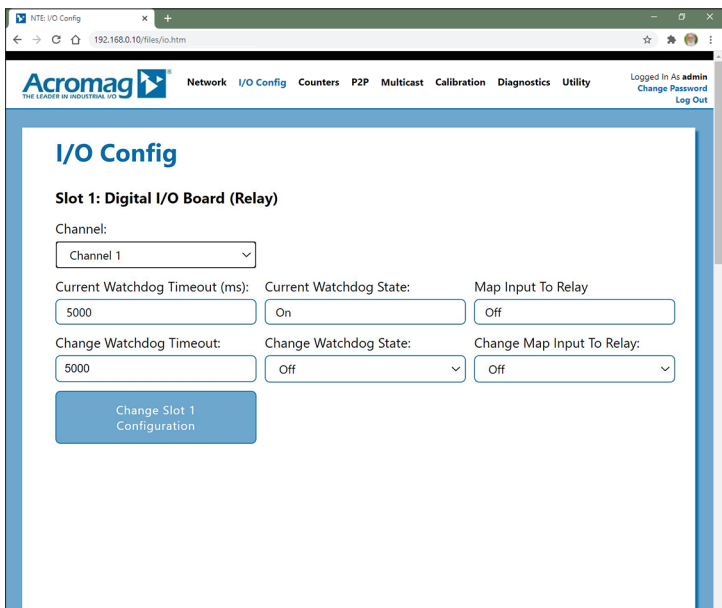 NTE: I/O Config
192.168.0.10/files/io.htm
Acromag
THE LEADER IN INDUSTRIAL I/O
®
Network I/O Config Counters P2P Multicast Calibration Diagnostics Utility
Logged In As admin
Change Password
Log Out
I/O Config
Slot 1: Digital I/O Board (Relay)
Channel:
Channel 1
Current Watchdog Timeout (ms): Current Watchdog State: Map Input To Relay
5000 On Off
Change Watchdog Timeout: Change Watchdog State: Change Map Input To Relay:
5000 Off Off
Change Slot 1
Configuration